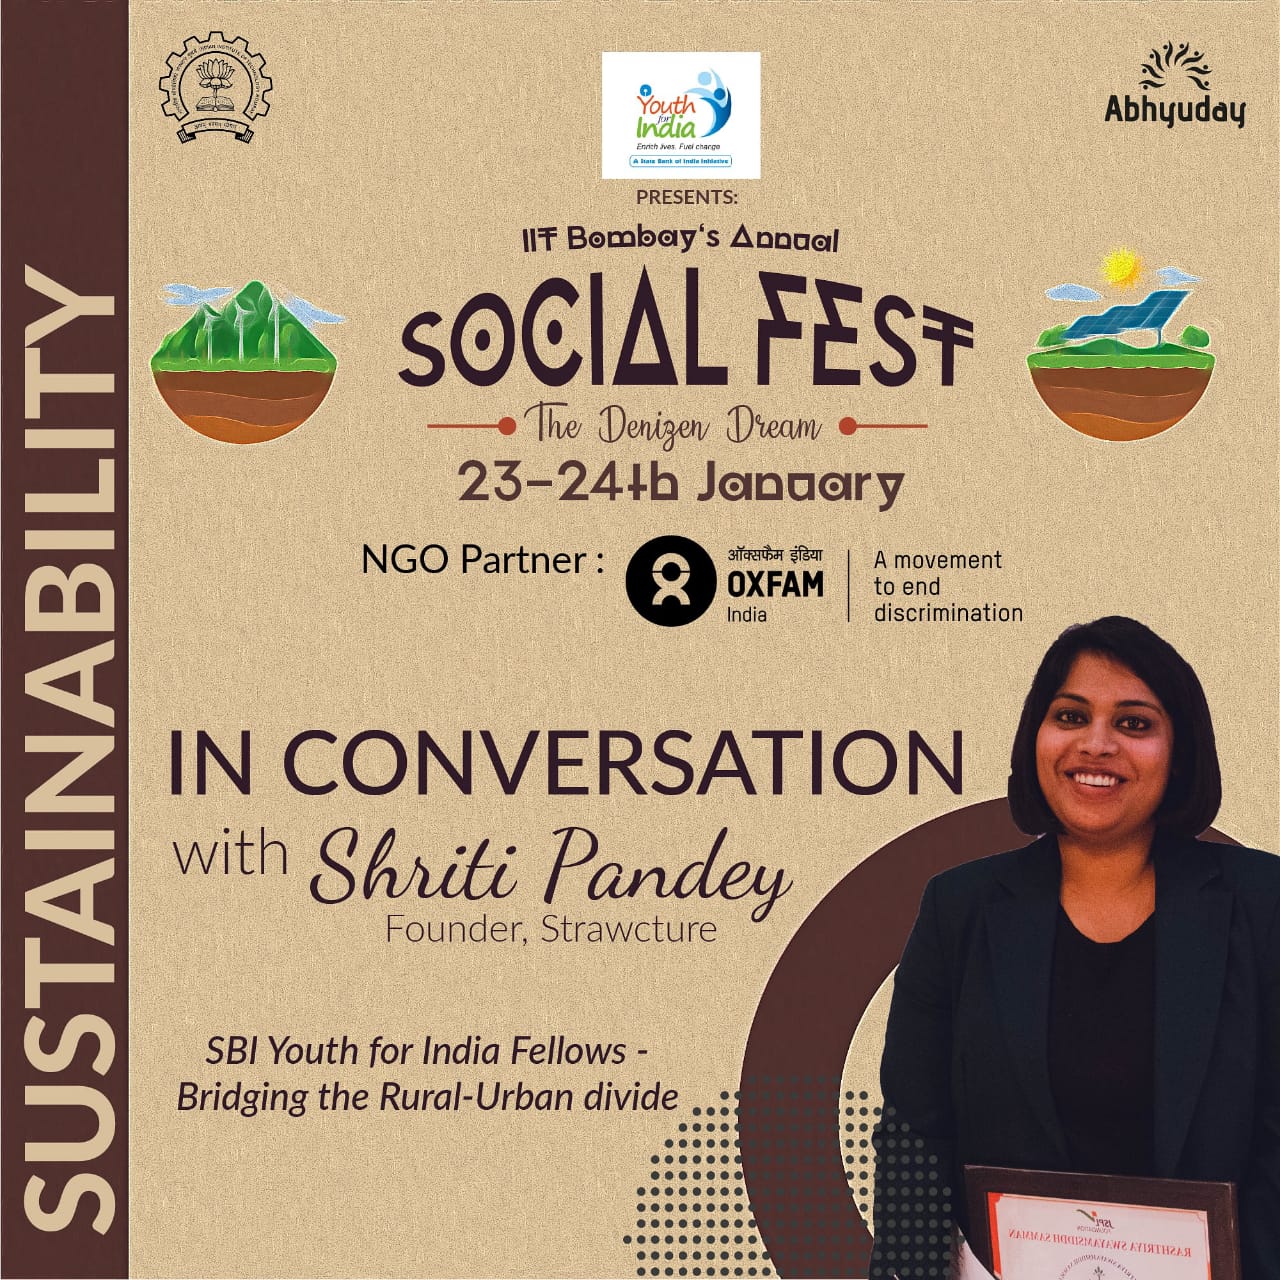 SUSTAINABILITY
Youth
for
India
Enrich lives. Fuel change
A State Bank of India Initiative
Abhyuday
PRESENTS:
IIT Bombay's Annual
SOCIAL FEST
The Denizen Dream
23-24th January
NGO Partner :
ऑक्सफैम इंडिया
OXFAM
India
A movement
to end
discrimination
IN CONVERSATION
with Shriti Pandey
Founder, Strawcture
SBI Youth for India Fellows -
Bridging the Rural-Urban divide
JSPL
FOUNDATION
RASHTRIYA SWAYAMSIDDH SAMMAN